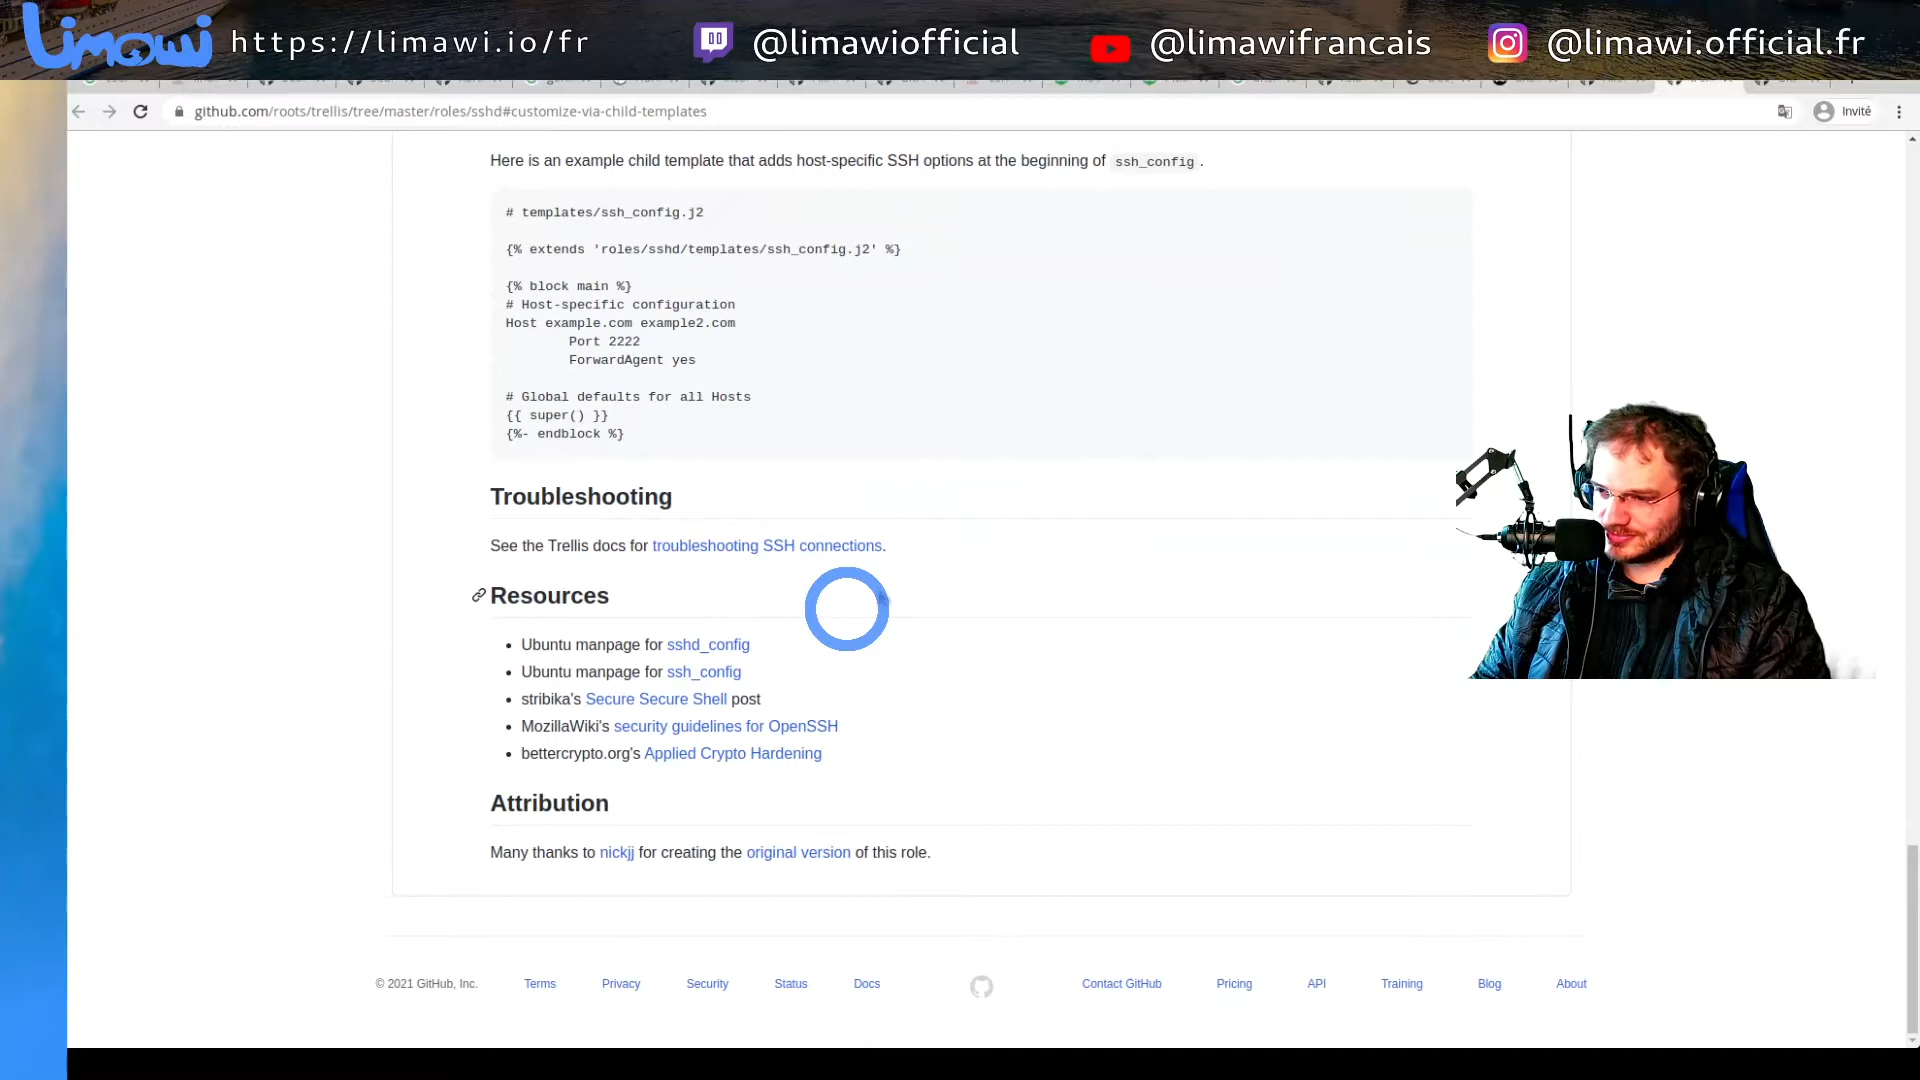 Limawi
https://limawi.io/fr
@limawiofficial
@limawifrancais
@limawi.official.fr
github.com/roots/trellis/tree/master/roles/sshd#customize-via-child-templates
Invité
Here is an example child template that adds host-specific SSH options at the beginning of ssh_config .
# templates/ssh_config.j2
{% extends 'roles/sshd/templates/ssh_config.j2' %}
{% block main %}
# Host-specific configuration
Host example.com example2.com
Port 2222
ForwardAgent yes
# Global defaults for all Hosts
{{ super() }}
{%- endblock %}
Troubleshooting
See the Trellis docs for troubleshooting SSH connections.
Resources
• Ubuntu manpage for sshd_config
• Ubuntu manpage for ssh_config
• stribika's Secure Secure Shell post
• MozillaWiki's security guidelines for OpenSSH
• bettercrypto.org's Applied Crypto Hardening
Attribution
Many thanks to nickjj for creating the original version of this role.
© 2021 GitHub, Inc.
Terms
Privacy
Security
Status
Docs
Contact GitHub
Pricing
API
Training
Blog
About